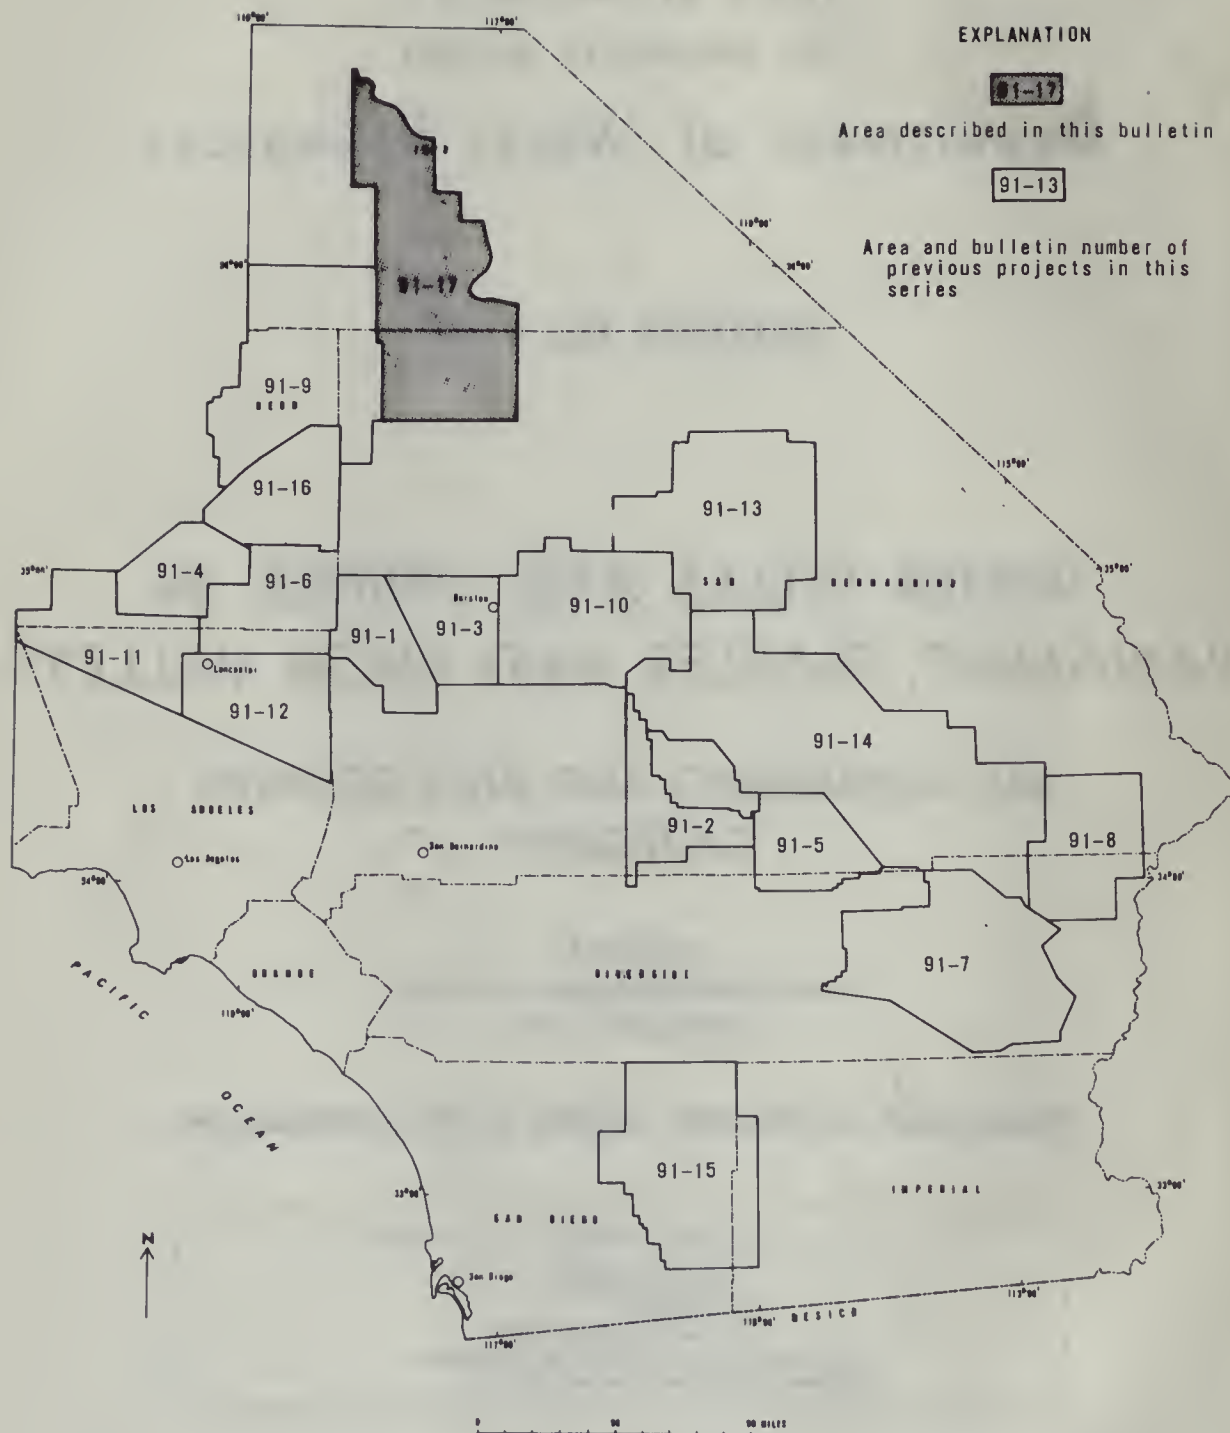 EXPLANATION
91-17
Area described in this bulletin
91-13
Area and bulletin number of
previous projects in this
series
117°00'
91-17
91-9
91-16
91-13
91-4
91-6
91-10
SAN BERNARDINO
35°00'
35°00'
Barstow
91-1
91-3
91-11
Lancaster
91-12
91-14
LOS ANGELES
91-2
91-5
91-8
San Bernardino
Los Angeles
34°00'
34°00'
ORANGE
RIVERSIDE
91-7
PACIFIC
OCEAN
91-15
IMPERIAL
33°00'
33°00'
SAN DIEGO
N
San Diego
117°00'
MEXICO
0
MILES